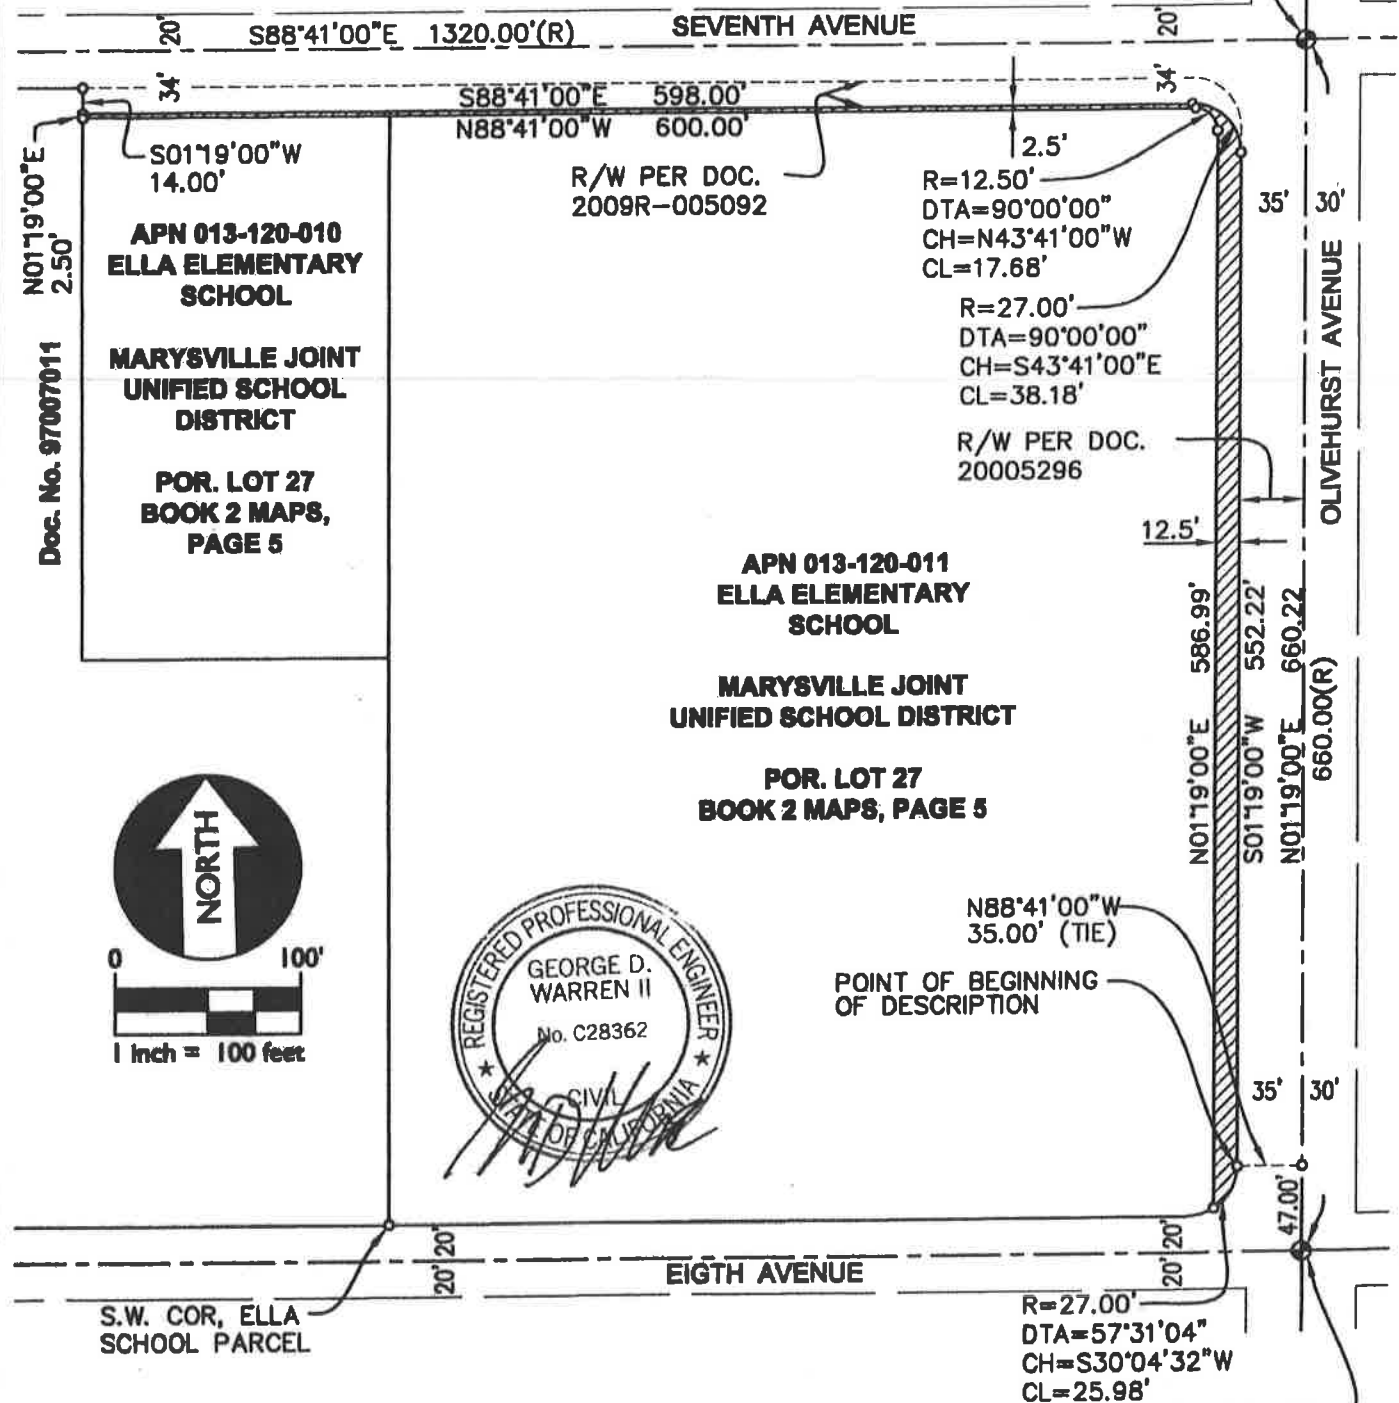 20'
S88°41'00"E 1320.00'(R)
SEVENTH AVENUE
20'
34'
S88°41'00"E 598.00'
N88°41'00"W 600.00'
34'
2.5'
S01°19'00"W
14.00'
N01°19'00"E
2.50'
R/W PER DOC.
2009R-005092
R=12.50'
DTA=90°00'00"
CH=N43°41'00"W
CL=17.68'
35' 30'
APN 013-120-010
ELLA ELEMENTARY
SCHOOL
MARYSVILLE JOINT
UNIFIED SCHOOL
DISTRICT
POR. LOT 27
BOOK 2 MAPS,
PAGE 5
Doc. No. 97007011
R=27.00'
DTA=90°00'00"
CH=S43°41'00"E
CL=38.18'
R/W PER DOC.
20005296
OLIVEHURST AVENUE
12.5'
APN 013-120-011
ELLA ELEMENTARY
SCHOOL
MARYSVILLE JOINT
UNIFIED SCHOOL DISTRICT
POR. LOT 27
BOOK 2 MAPS, PAGE 5
N01°19'00"E 586.99'
S01°19'00"W 552.22'
N01°19'00"E 660.22
660.00(R)
NORTH
0 100'
1 inch = 100 feet
REGISTERED PROFESSIONAL ENGINEER
GEORGE D.
WARREN II
No. C28362
CIVIL
STATE OF CALIFORNIA
N88°41'00"W
35.00' (TIE)
POINT OF BEGINNING
OF DESCRIPTION
35' 30'
47.00'
20' 20'
EIGTH AVENUE
20' 20'
S.W. COR, ELLA
SCHOOL PARCEL
R=27.00'
DTA=57°31'04"
CH=S30°04'32"W
CL=25.98'